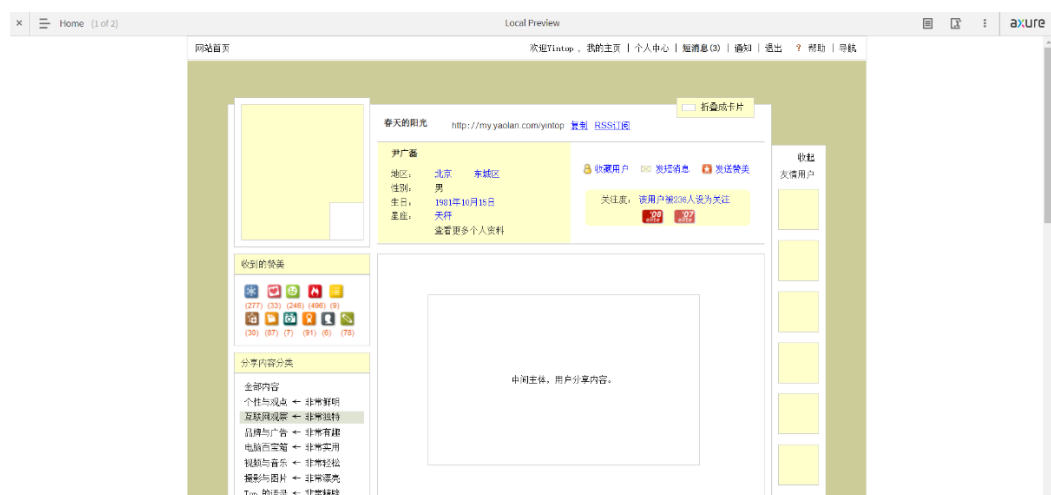 × Home (1 of 2) Local Preview axure
网站首页 欢迎Yintop , 我的主页 | 个人中心 | 短消息(3) | 通知 | 退出 ? 帮助 | 导航
折叠成卡片
春天的阳光 http://my.yaolan.com/yintop 复制 RSS订阅
尹广磊
地区: 北京 东城区
性别: 男
生日: 1981年10月15日
星座: 天秤
查看更多个人资料
收藏用户 发短消息 发送赞美
关注度: 该用户被236人设为关注
'08 '07
收起
友情用户
收到的赞美
(277) (33) (246) (496) (9)
(30) (87) (7) (91) (6) (78)
分享内容分类
全部内容
个性与观点 ← 非常鲜明
互联网观察 ← 非常独特
品牌与广告 ← 非常有趣
电脑百宝箱 ← 非常实用
视频与音乐 ← 非常轻松
摄影与图片 ← 非常漂亮
中间主体, 用户分享内容。